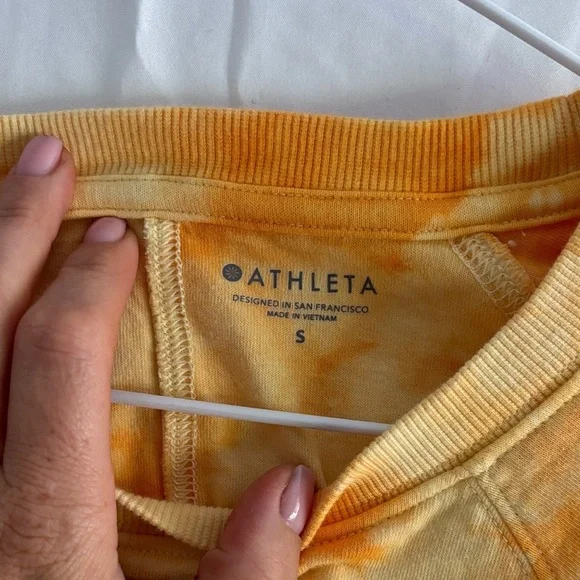 ATHLETA
DESIGNED IN SAN FRANCISCO
MADE IN VIETNAM
S